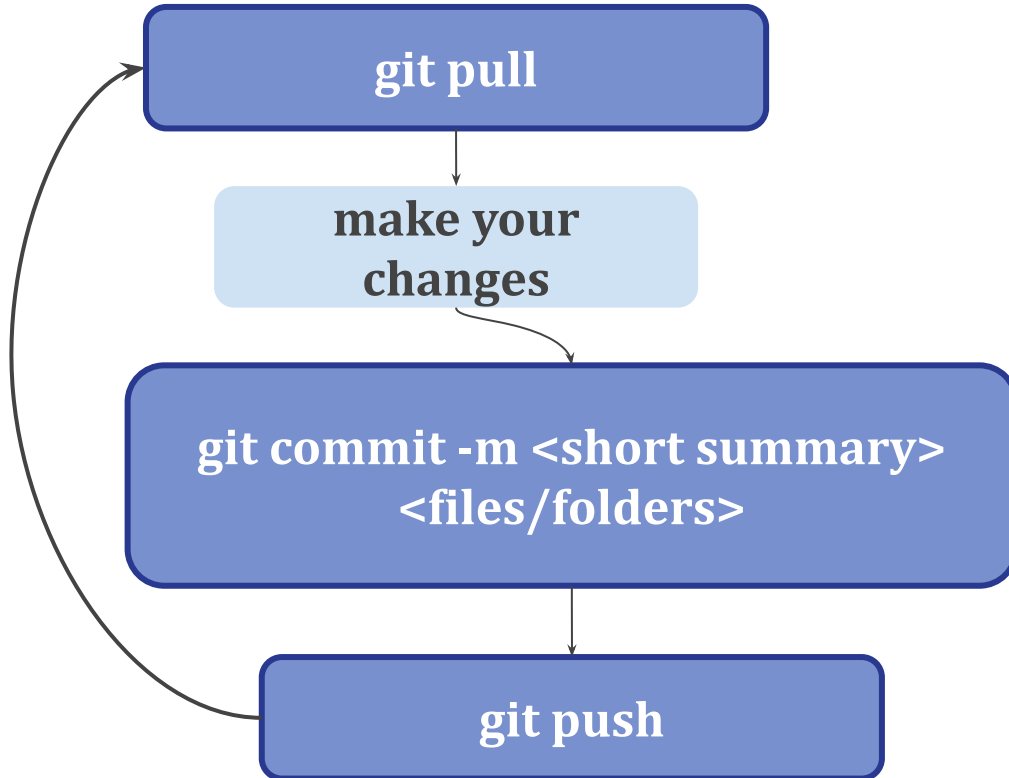 git pull
make your
changes
git commit -m <short summary>
<files/folders>
git push